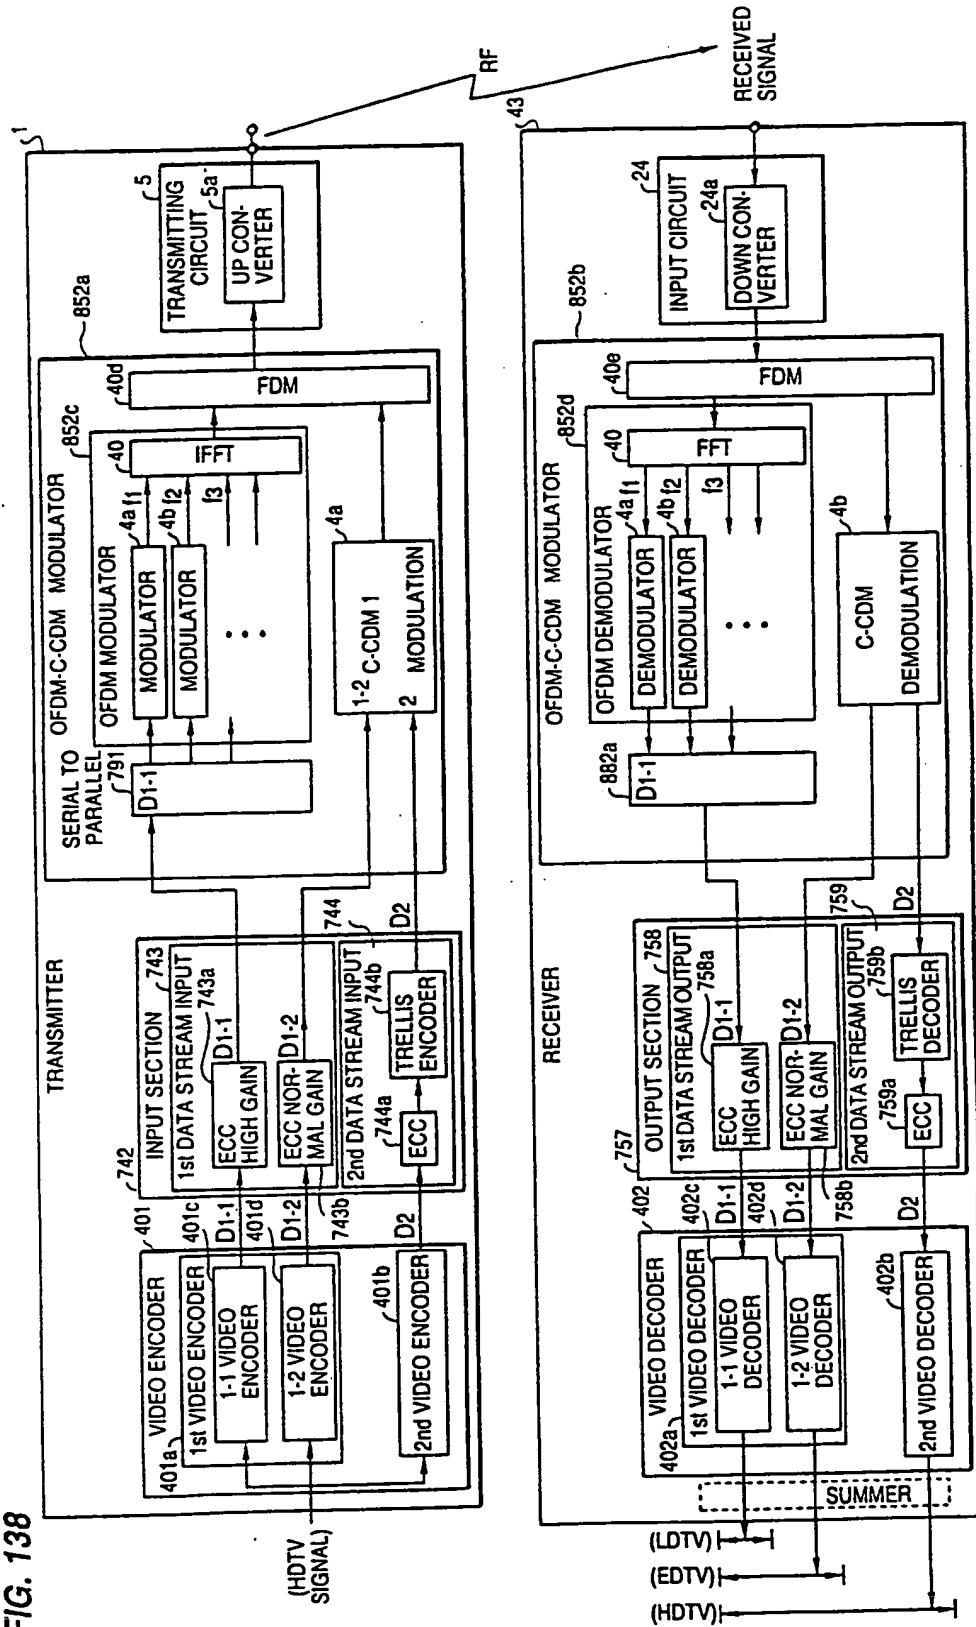 FIG. 138
TRANSMITTER
1
(HDTV
SIGNAL)
VIDEO ENCODER
401
401a
1st VIDEO ENCODER
401c
1-1 VIDEO
ENCODER
401d
1-2 VIDEO
ENCODER
401b
2nd VIDEO ENCODER
D1-1
D1-2
D2
742
INPUT SECTION
743
1st DATA STREAM INPUT
743a
ECC
HIGH GAIN
D1-1
ECC NOR-
MAL GAIN
D1-2
743b
2nd DATA STREAM INPUT
744
744a
ECC
744b
TRELLIS
ENCODER
D2
OFDM-C-CDM MODULATOR
852a
SERIAL TO
PARALLEL
791
D1-1
OFDM MODULATOR
852c
MODULATOR
4a
f1
MODULATOR
4b
f2
f3
40
IFFT
1-2
2
C-CDM 1
MODULATION
4a
40d
FDM
TRANSMITTING
CIRCUIT
5
5a
UP CON-
VERTER
RF
RECEIVER
43
RECEIVED
SIGNAL
INPUT CIRCUIT
24
24a
DOWN CON-
VERTER
OFDM-C-CDM MODULATOR
852b
40e
FDM
OFDM DEMODULATOR
852d
40
FFT
DEMODULATOR
4a
f1
DEMODULATOR
4b
f2
f3
882a
D1-1
C-CDM
DEMODULATION
4b
D2
757
OUTPUT SECTION
758
1st DATA STREAM OUTPUT
758a
ECC
HIGH GAIN
D1-1
ECC NOR-
MAL GAIN
D1-2
758b
2nd DATA STREAM OUTPUT
759
759a
ECC
759b
TRELLIS
DECODER
D1-1
D1-2
D2
VIDEO DECODER
402
402a
1st VIDEO DECODER
402c
1-1 VIDEO
DECODER
402d
1-2 VIDEO
DECODER
402b
2nd VIDEO DECODER
SUMMER
(LDTV)
(EDTV)
(HDTV)